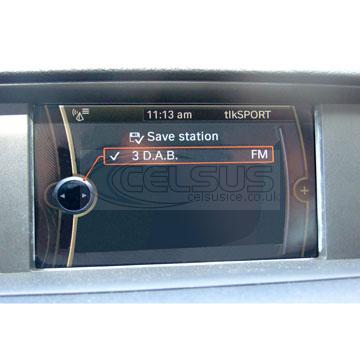 11:13 am tlkSPORT
Save station
3 D.A.B. FM
CELSUS
celsusice.co.uk